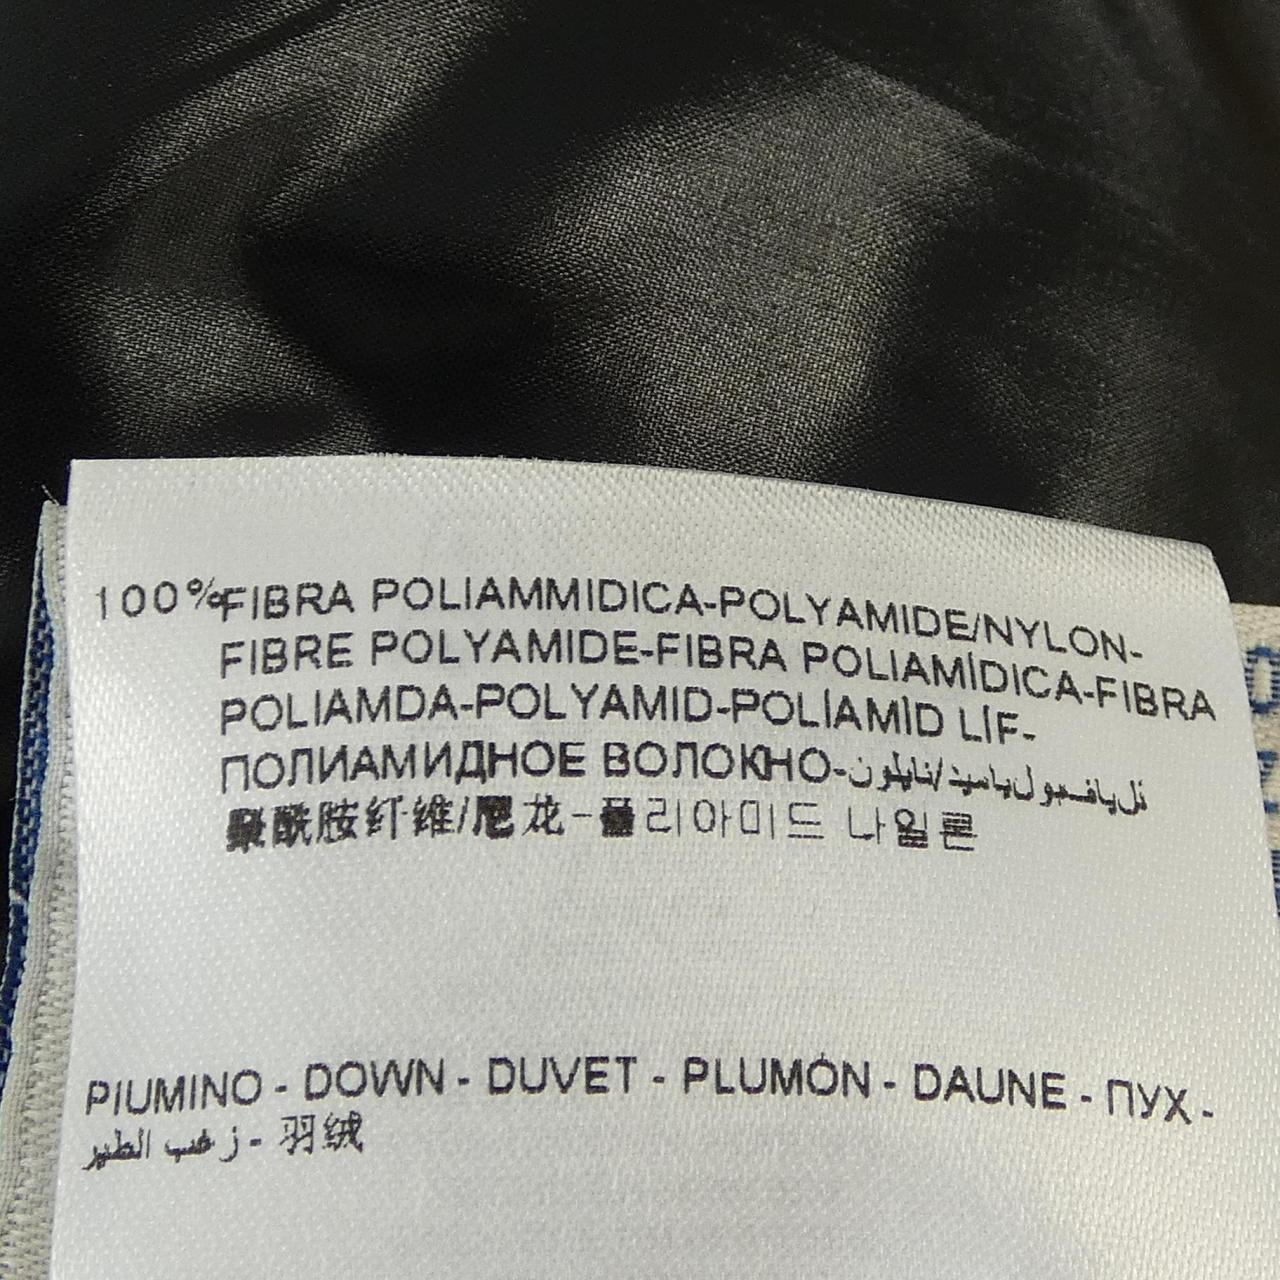 100%FIBRA POLIAMMIDICA-POLYAMIDE/NYLON-
FIBRE POLYAMIDE-FIBRA POLIAMÍDICA-FIBRA
POLIAMDA-POLYAMID-POLİAMİD LİF-
ПОЛИАМИДНОЕ ВОЛОКНО-
聚酰胺纤维/尼龙-폴리아미드 나일론
PIUMINO - DOWN - DUVET - PLUMÓN - DAUNE - ПУХ -
زغب الطير - 羽绒